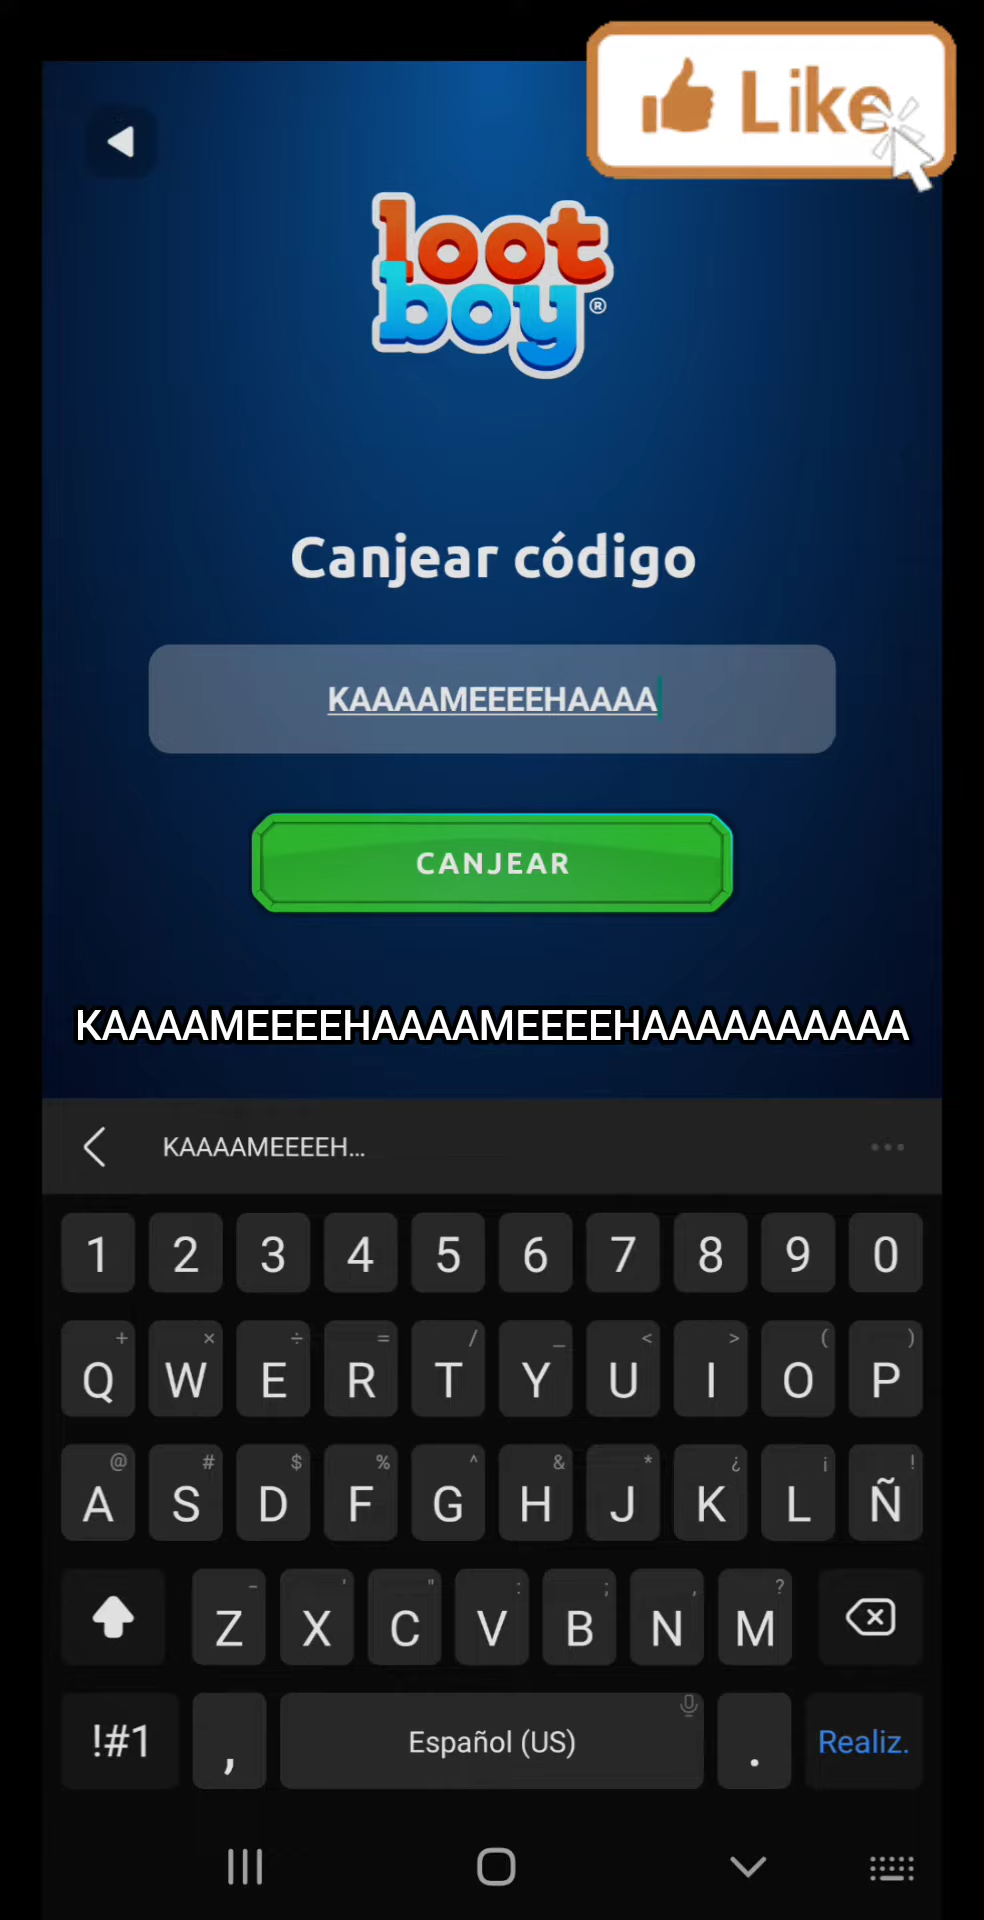 Like
loot
boy®
Canjear código
KAAAAMEEEEHAAAA
CANJEAR
KAAAAMEEEEHAAAAMEEEEHAAAAAAAAAA
KAAAAMEEEEH...
1 2 3 4 5 6 7 8 9 0
+ × ÷ = / _ < > ( )
Q W E R T Y U I O P
@ # $ % ^ & * ¿ ¡ !
A S D F G H J K L Ñ
- ' " : ; , ?
Z X C V B N M
!#1 , Español (US) . Realiz.